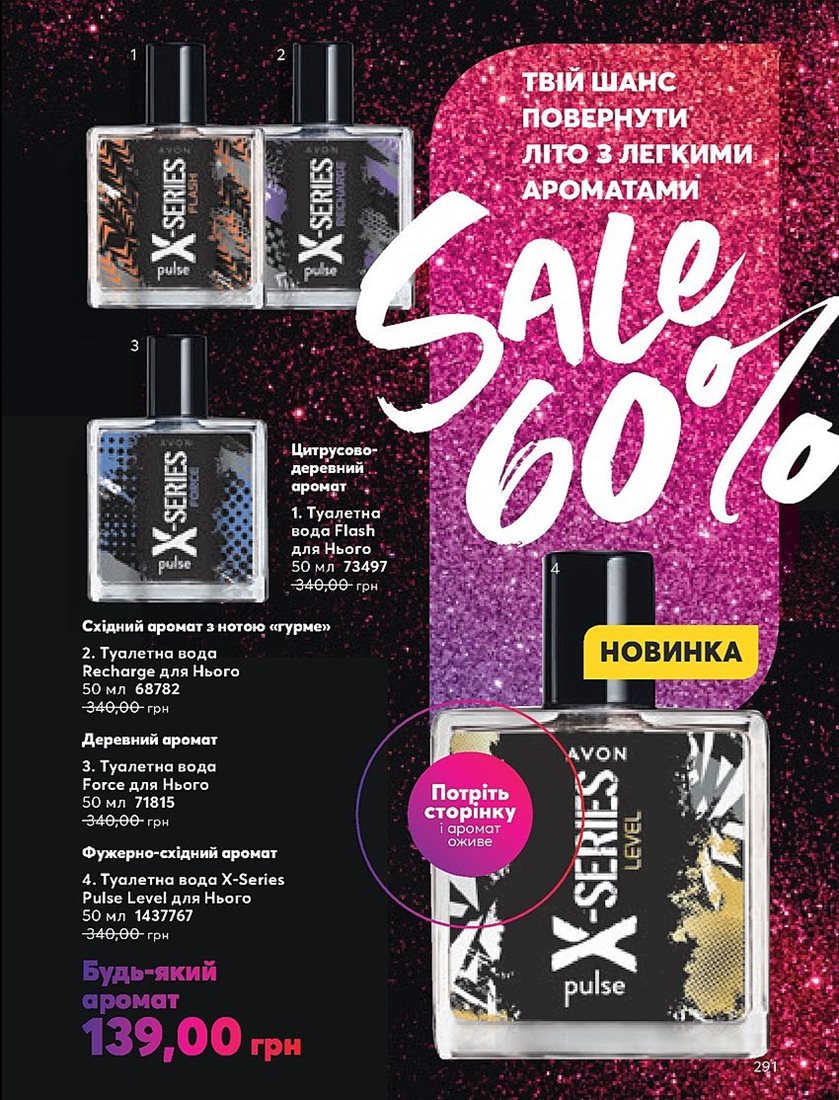 1
2
AVON
X-SERIES
FLASH
pulse
AVON
X-SERIES
RECHARGE
pulse
ТВІЙ ШАНС
ПОВЕРНУТИ
ЛІТО З ЛЕГКИМИ
АРОМАТАМИ
SALE
60%
3
AVON
X-SERIES
FORCE
pulse
Цитрусово-
деревний
аромат
1. Туалетна
вода Flash
для Нього
50 мл 73497
340,00 грн
Східний аромат з нотою «гурме»
2. Туалетна вода
Recharge для Нього
50 мл 68782
340,00 грн
Деревний аромат
3. Туалетна вода
Force для Нього
50 мл 71815
340,00 грн
Фужерно-східний аромат
4. Туалетна вода X-Series
Pulse Level для Нього
50 мл 1437767
340,00 грн
Будь-який
аромат
139,00 грн
4
НОВИНКА
Потріть
сторінку
і аромат
оживе
AVON
X-SERIES
LEVEL
pulse
291